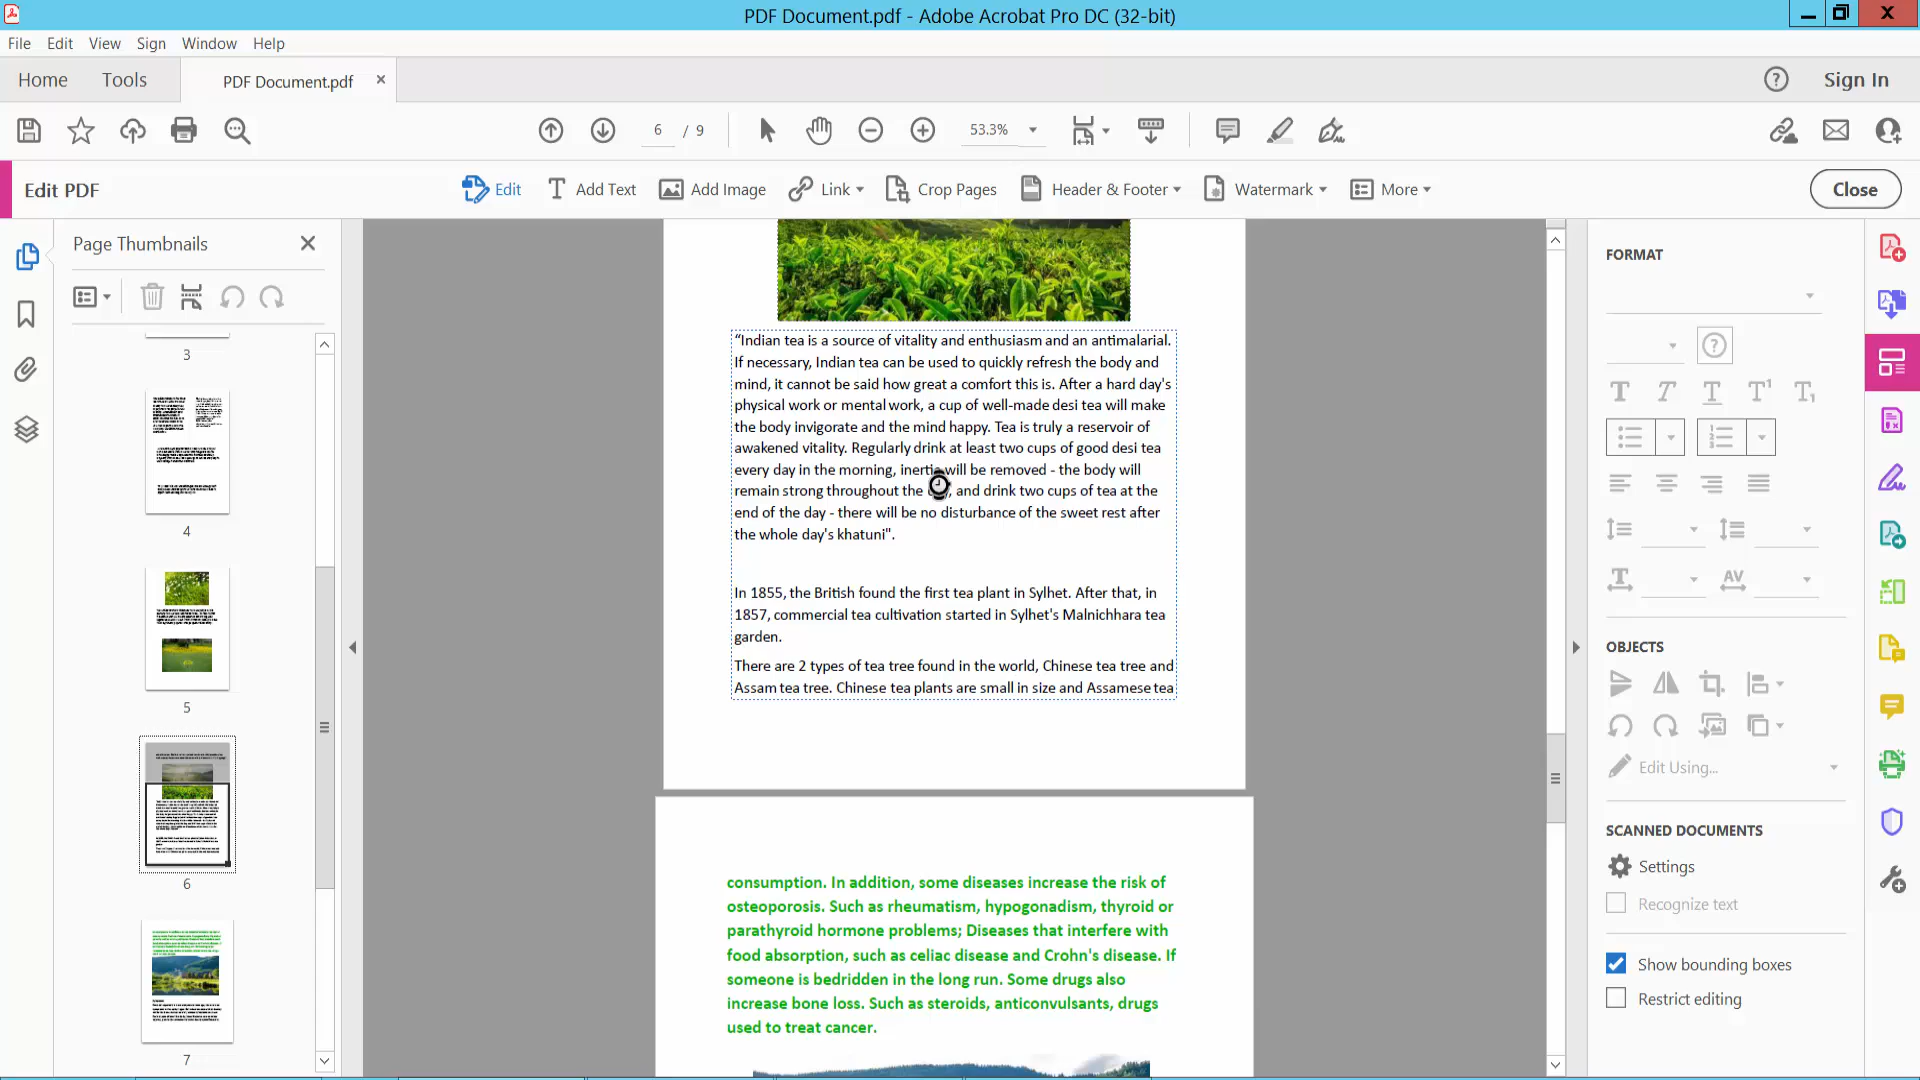 PDF Document.pdf - Adobe Acrobat Pro DC (32-bit)
File Edit View Sign Window Help
Home Tools PDF Document.pdf × Sign In
6 / 9 53.3%
Edit PDF Edit Add Text Add Image Link Crop Pages Header & Footer Watermark More Close
Page Thumbnails
3
4
5
6
7
“Indian tea is a source of vitality and enthusiasm and an antimalarial.
If necessary, Indian tea can be used to quickly refresh the body and
mind, it cannot be said how great a comfort this is. After a hard day's
physical work or mental work, a cup of well-made desi tea will make
the body invigorate and the mind happy. Tea is truly a reservoir of
awakened vitality. Regularly drink at least two cups of good desi tea
every day in the morning, inertia will be removed - the body will
remain strong throughout the and drink two cups of tea at the
end of the day - there will be no disturbance of the sweet rest after
the whole day's khatuni".
In 1855, the British found the first tea plant in Sylhet. After that, in
1857, commercial tea cultivation started in Sylhet's Malnichhara tea
garden.
There are 2 types of tea tree found in the world, Chinese tea tree and
Assam tea tree. Chinese tea plants are small in size and Assamese tea
consumption. In addition, some diseases increase the risk of
osteoporosis. Such as rheumatism, hypogonadism, thyroid or
parathyroid hormone problems; Diseases that interfere with
food absorption, such as celiac disease and Crohn's disease. If
someone is bedridden in the long run. Some drugs also
increase bone loss. Such as steroids, anticonvulsants, drugs
used to treat cancer.
FORMAT
OBJECTS
Edit Using...
SCANNED DOCUMENTS
Settings
Recognize text
Show bounding boxes
Restrict editing